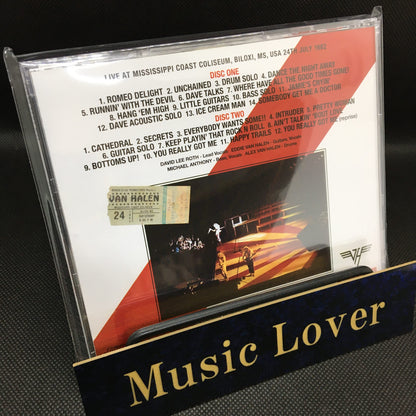 LIVE AT MISSISSIPPI COAST COLISEUM, BILOXI, MS, USA 24TH JULY 1982
DISC ONE
1. ROMEO DELIGHT 2. UNCHAINED 3. DRUM SOLO 4. DANCE THE NIGHT AWAY
5. RUNNIN' WITH THE DEVIL 6. DAVE TALKS 7. WHERE HAVE ALL THE GOOD TIMES GONE!
8. HANG 'EM HIGH 9. LITTLE GUITARS 10. BASS SOLO 11. JAMIE'S CRYIN'
12. DAVE ACOUSTIC SOLO 13. ICE CREAM MAN 14. SOMEBODY GET ME A DOCTOR
DISC TWO
1. CATHEDRAL 2. SECRETS 3. EVERYBODY WANTS SOME!! 4. INTRUDER 5. PRETTY WOMAN
6. GUITAR SOLO 7. KEEP PLAYIN' THAT ROCK N ROLL 8. AIN'T TALKIN' 'BOUT LOVE
9. BOTTOMS UP! 10. YOU REALLY GOT ME 11. HAPPY TRAILS 12. YOU REALLY GOT ME (reprise)
DAVID LEE ROTH - Lead Vocals EDDIE VAN HALEN - Guitars, Vocals
MICHAEL ANTHONY - Bass, Vocals ALEX VAN HALEN - Drums
VAN HALEN
24
VH
Music Lover